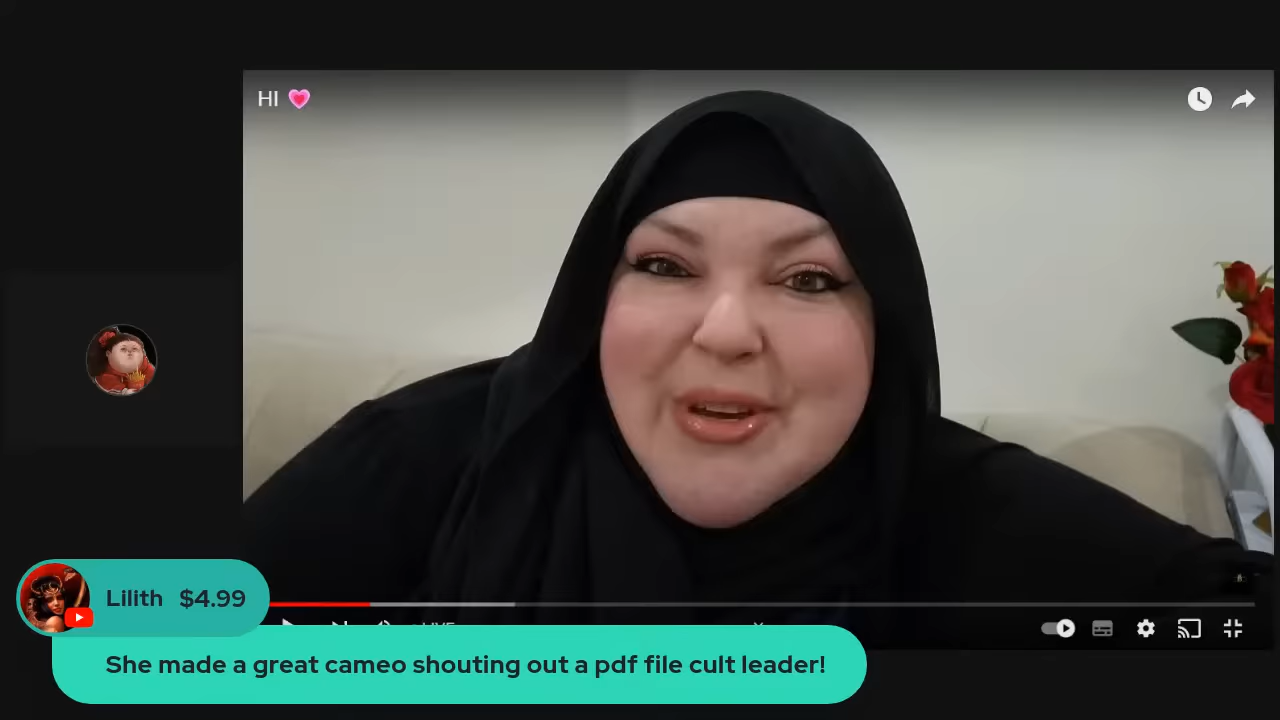 HI 💗
Lilith $4.99
She made a great cameo shouting out a pdf file cult leader!